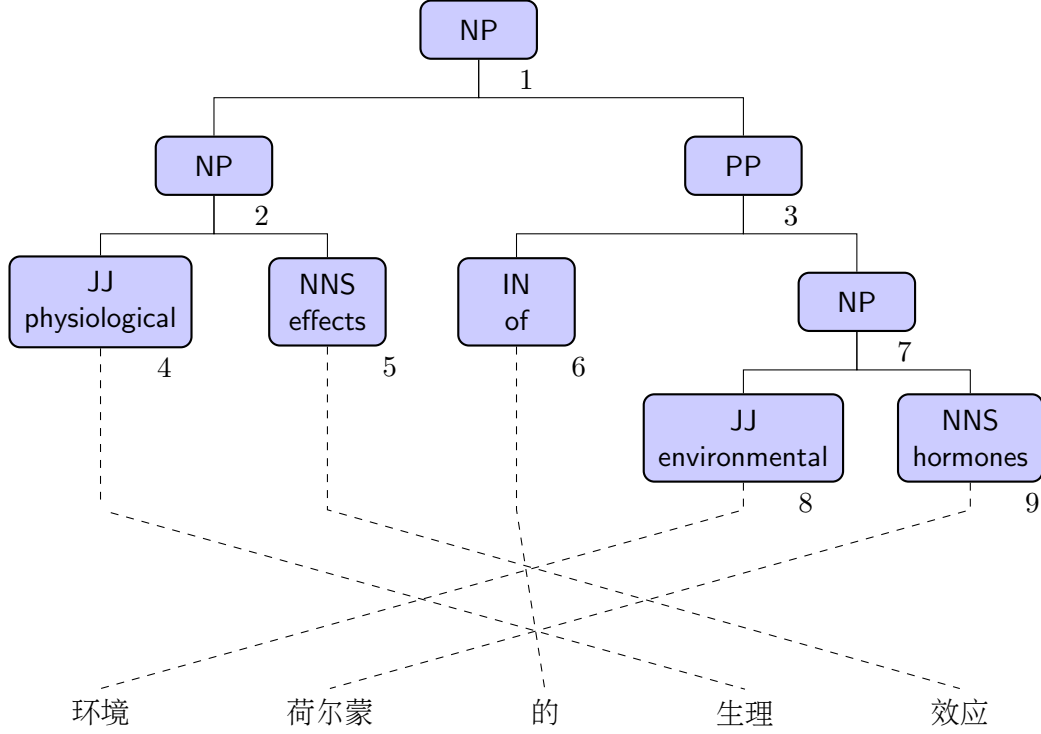 NP
1
NP
PP
2
3
JJ
physiological
NNS
effects
IN
of
NP
4
5
6
7
JJ
environmental
NNS
hormones
8
9
环境 荷尔蒙 的 生理 效应